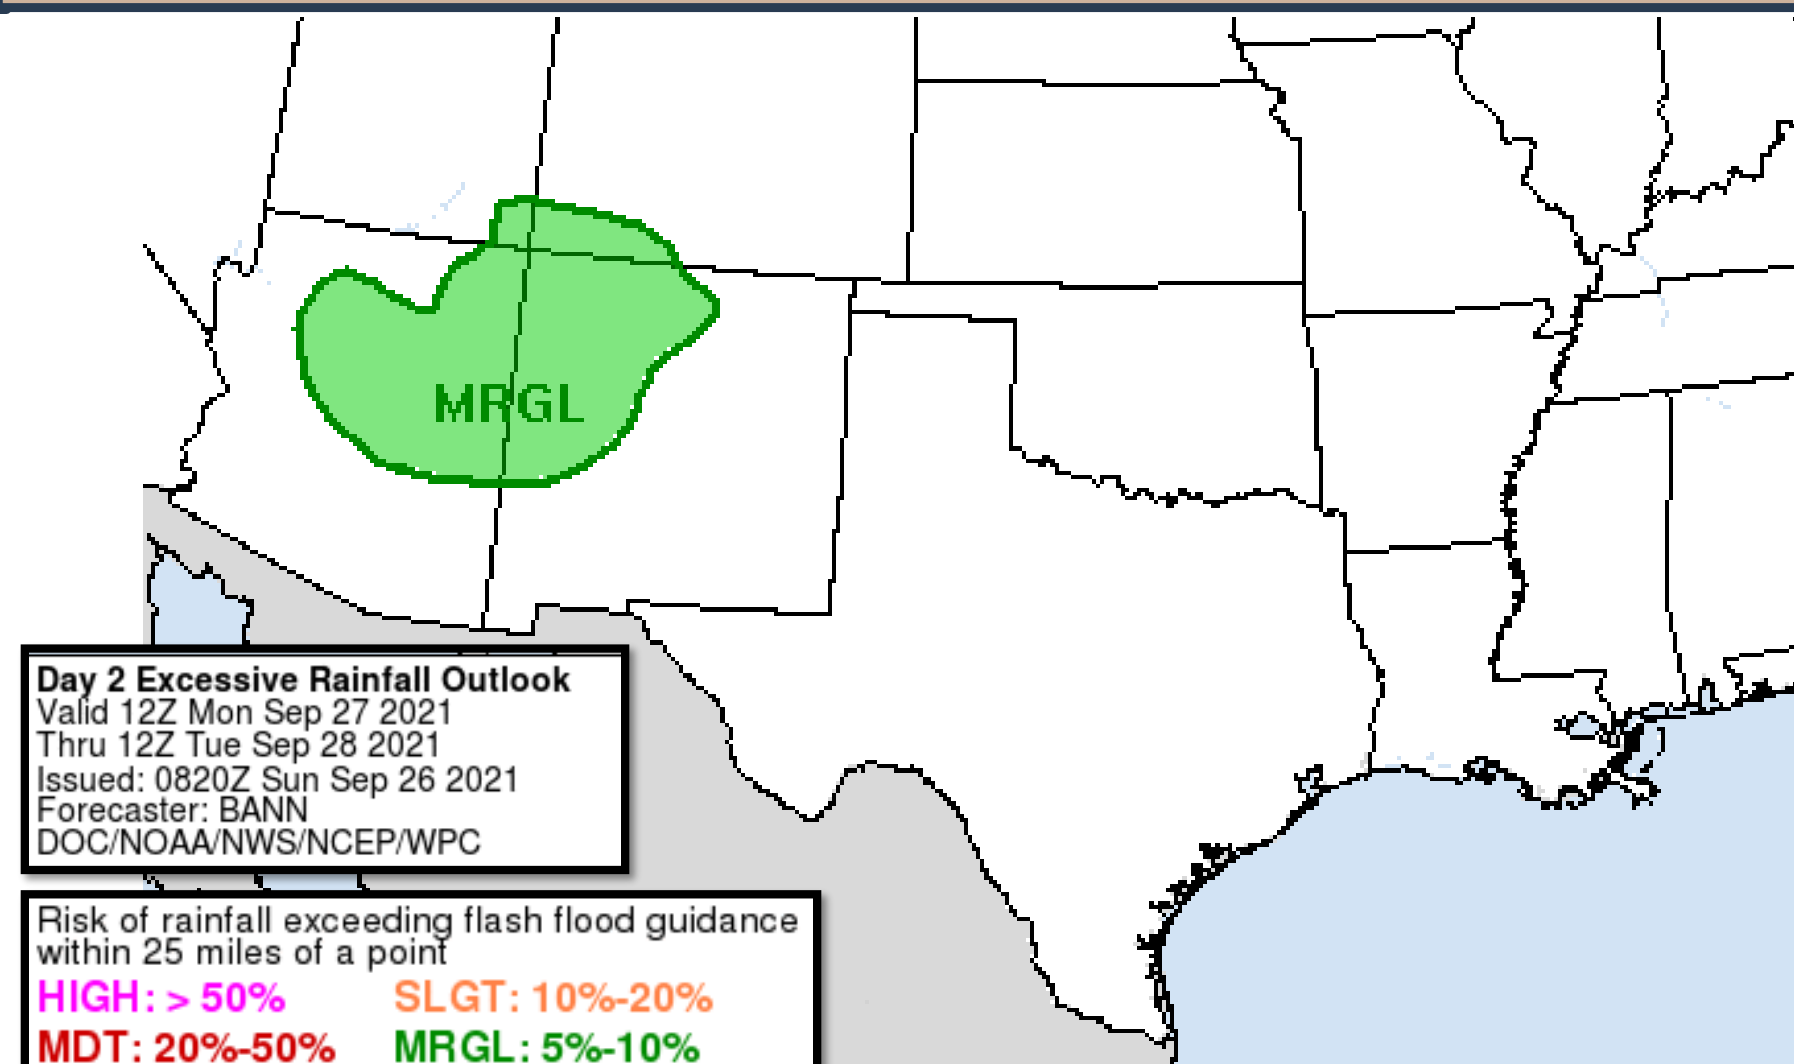 MRGL
Day 2 Excessive Rainfall Outlook
Valid 12Z Mon Sep 27 2021
Thru 12Z Tue Sep 28 2021
Issued: 0820Z Sun Sep 26 2021
Forecaster: BANN
DOC/NOAA/NWS/NCEP/WPC
Risk of rainfall exceeding flash flood guidance
within 25 miles of a point
HIGH: > 50% SLGT: 10%-20%
MDT: 20%-50% MRGL: 5%-10%